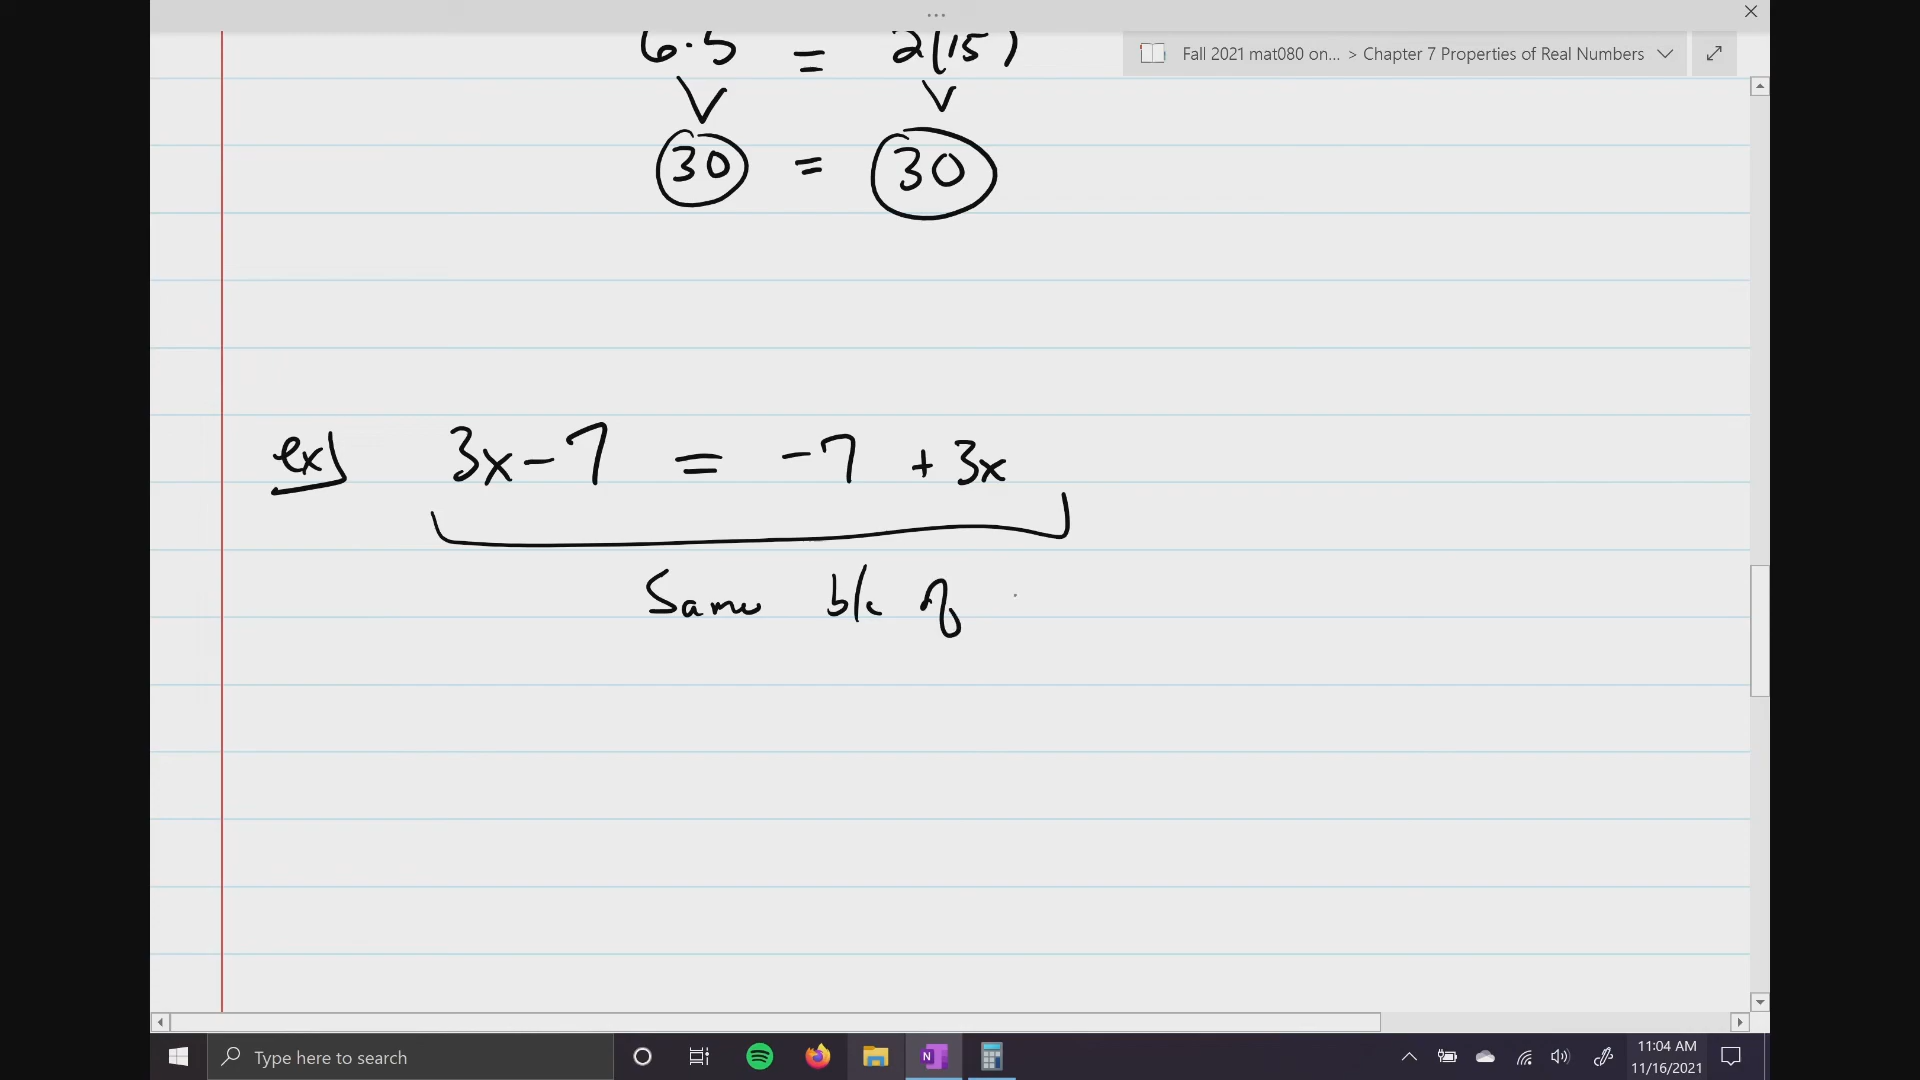 ...
6.5 = 2(15)
Fall 2021 mat080 on... > Chapter 7 Properties of Real Numbers
30 = 30
ex) 3x-7 = -7 + 3x
Same b/c of
Type here to search
11:04 AM
11/16/2021